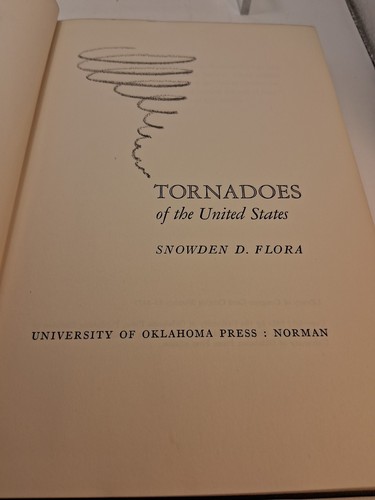 TORNADOES
of the United States
SNOWDEN D. FLORA
UNIVERSITY OF OKLAHOMA PRESS : NORMAN